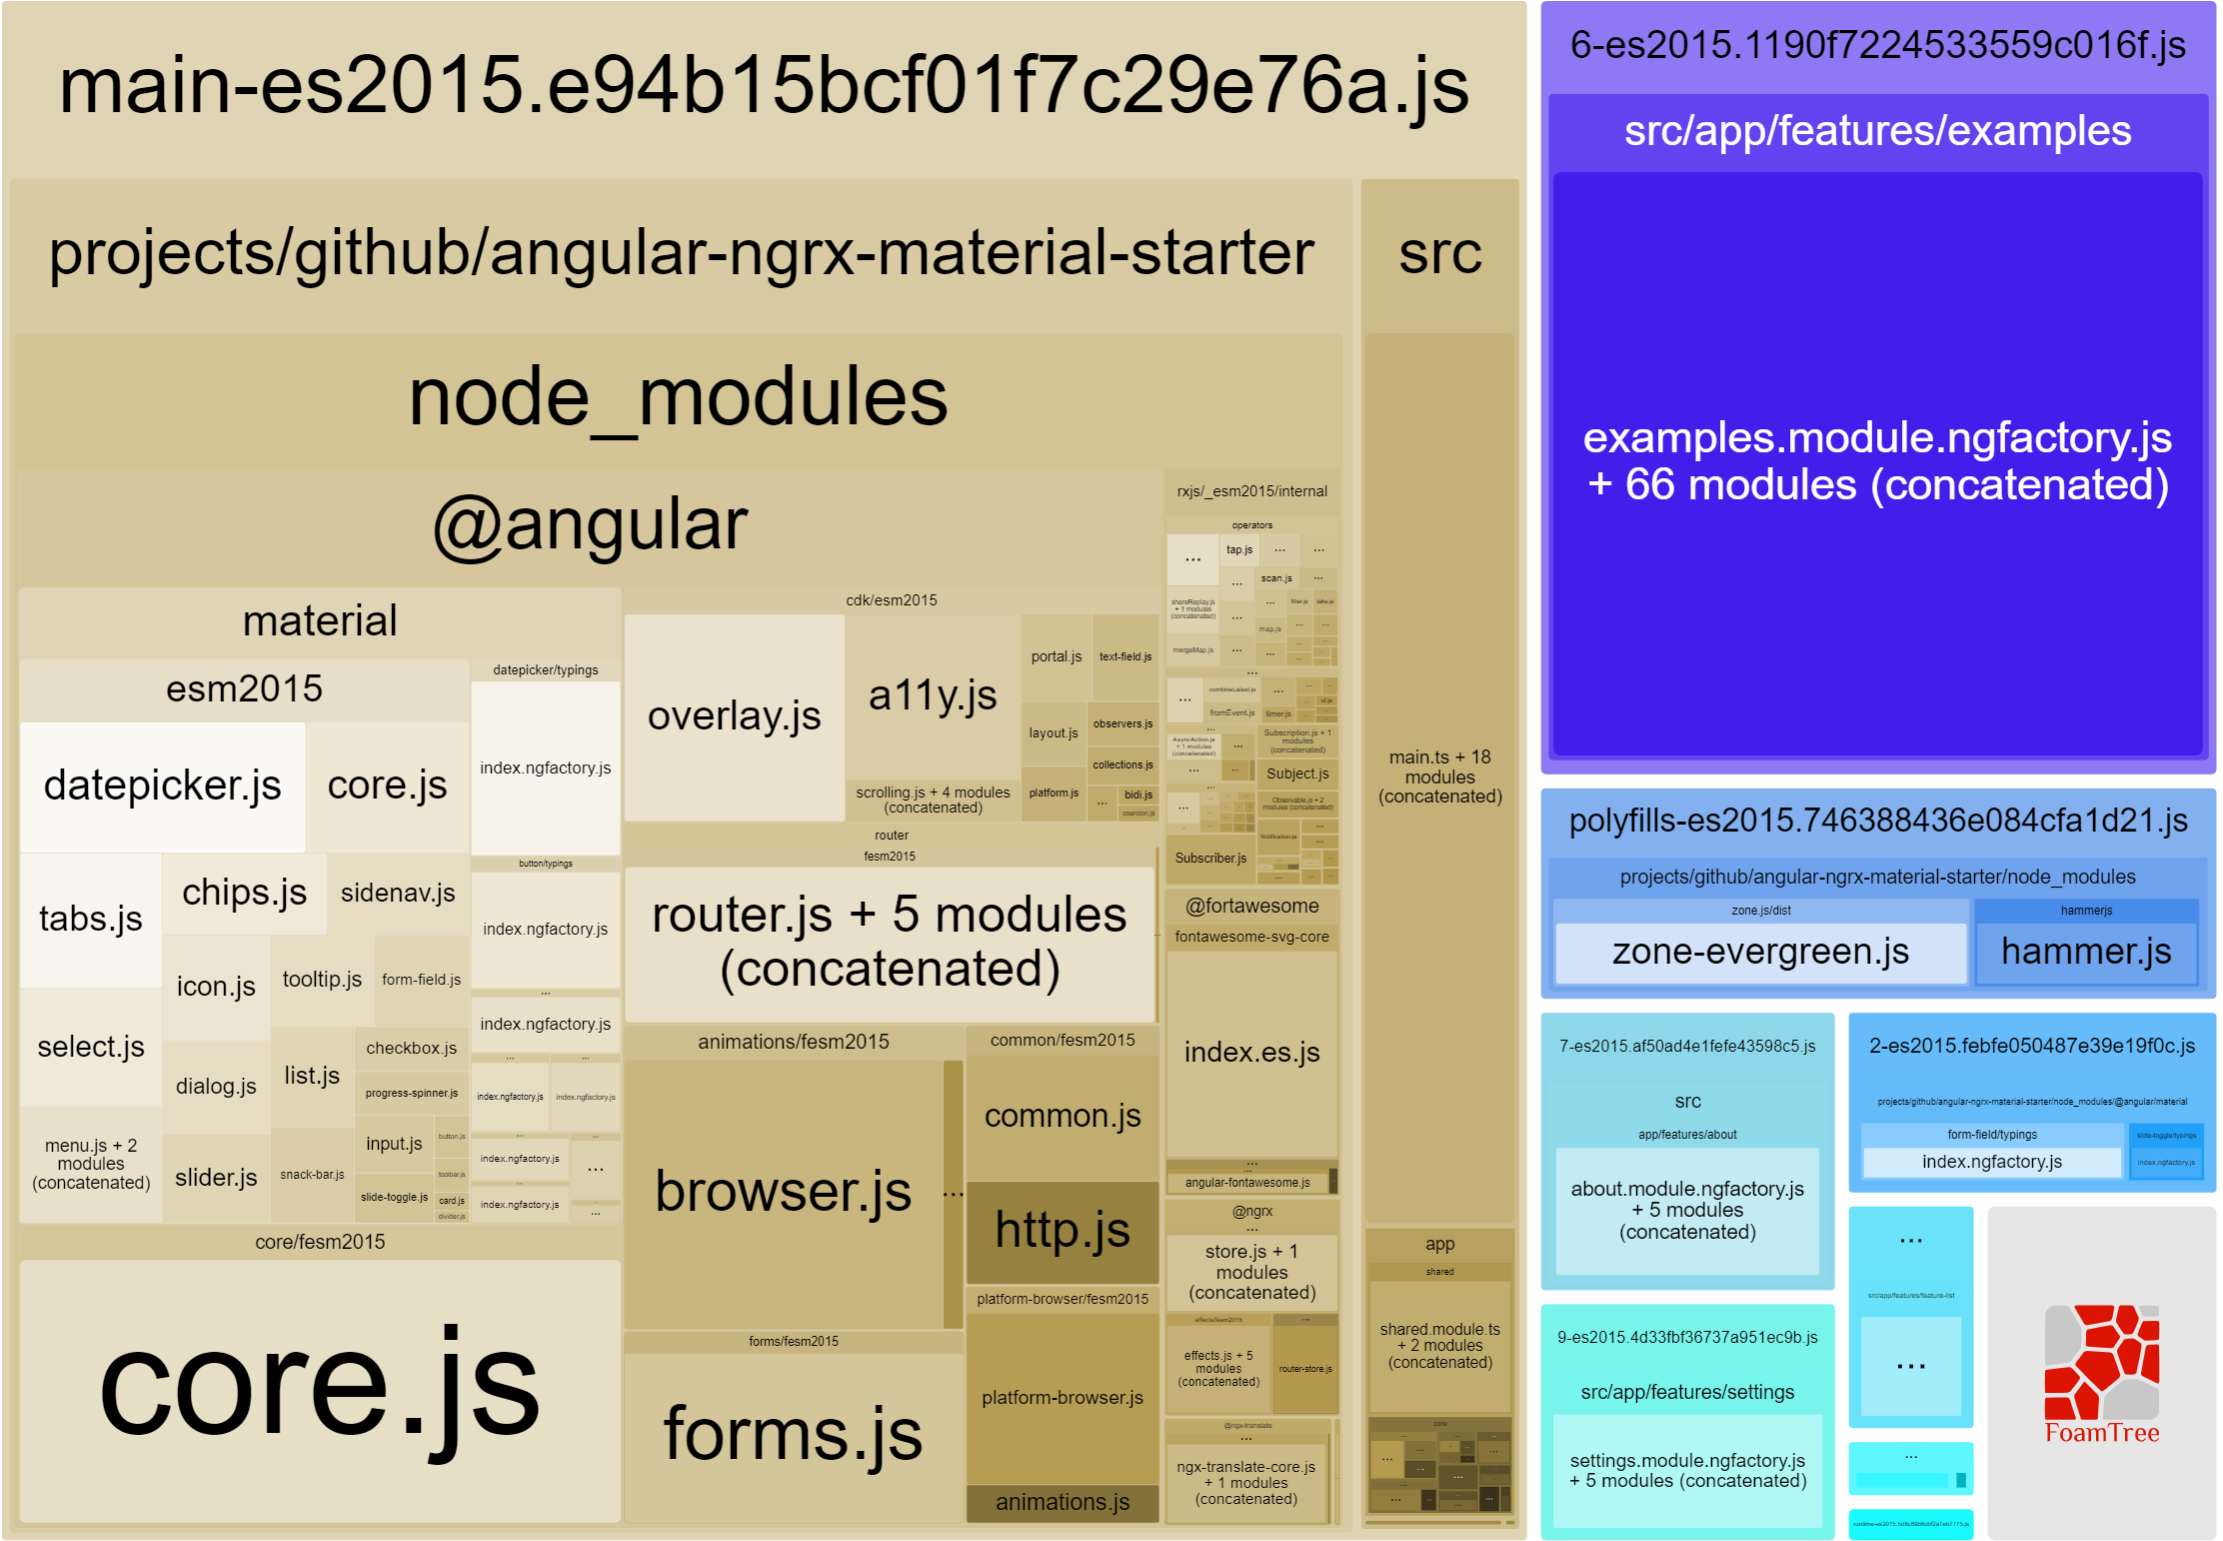 main-es2015.e94b15bcf01f7c29e76a.js
projects/github/angular-ngrx-material-starter
node_modules
@angular
material
esm2015
datepicker.js
core.js
tabs.js
chips.js
sidenav.js
icon.js
tooltip.js
form-field.js
select.js
dialog.js
list.js
checkbox.js
progress-spinner.js
menu.js + 2
modules
(concatenated)
slider.js
snack-bar.js
input.js
button.js
toolbar.js
slide-toggle.js
card.js
divider.js
datepicker/typings
index.ngfactory.js
button/typings
index.ngfactory.js
...
index.ngfactory.js
...
...
index.ngfactory.js
index.ngfactory.js
...
...
index.ngfactory.js
...
...
index.ngfactory.js
...
...
core/fesm2015
core.js
cdk/esm2015
overlay.js
a11y.js
scrolling.js + 4 modules
(concatenated)
portal.js
text-field.js
layout.js
observers.js
collections.js
platform.js
...
bidi.js
coercion.js
router
fesm2015
router.js + 5 modules
(concatenated)
...
animations/fesm2015
browser.js
...
common/fesm2015
common.js
http.js
platform-browser/fesm2015
platform-browser.js
animations.js
forms/fesm2015
forms.js
rxjs/_esm2015/internal
operators
...
tap.js
...
...
...
scan.js
...
shareReplay.js
+ 1 modules
(concatenated)
...
filter.js
take.js
...
map.js
mergeMap.js
...
...
...
...
combineLatest.js
...
fromEvent.js
timer.js
of.js
...
AsyncAction.js
+ 1 modules
(concatenated)
...
Subscription.js + 1
modules
(concatenated)
...
...
Subject.js
...
...
Observable.js + 2
modules (concatenated)
Notification.js
Subscriber.js
@fortawesome
fontawesome-svg-core
index.es.js
...
...
angular-fontawesome.js
@ngrx
...
store.js + 1
modules
(concatenated)
effects/fesm2015
...
effects.js + 5
modules
(concatenated)
router-store.js
@ngx-translate
...
ngx-translate-core.js
+ 1 modules
(concatenated)
src
main.ts + 18
modules
(concatenated)
app
shared
shared.module.ts
+ 2 modules
(concatenated)
core
...
...
...
...
6-es2015.1190f7224533559c016f.js
src/app/features/examples
examples.module.ngfactory.js
+ 66 modules (concatenated)
polyfills-es2015.746388436e084cfa1d21.js
projects/github/angular-ngrx-material-starter/node_modules
zone.js/dist
zone-evergreen.js
hammerjs
hammer.js
7-es2015.af50ad4e1fefe43598c5.js
src
app/features/about
about.module.ngfactory.js
+ 5 modules
(concatenated)
2-es2015.febfe050487e39e19f0c.js
projects/github/angular-ngrx-material-starter/node_modules/@angular/material
form-field/typings
index.ngfactory.js
slide-toggle/typings
index.ngfactory.js
9-es2015.4d33fbf36737a951ec9b.js
src/app/features/settings
settings.module.ngfactory.js
+ 5 modules (concatenated)
...
src/app/features/feature-list
...
...
FoamTree